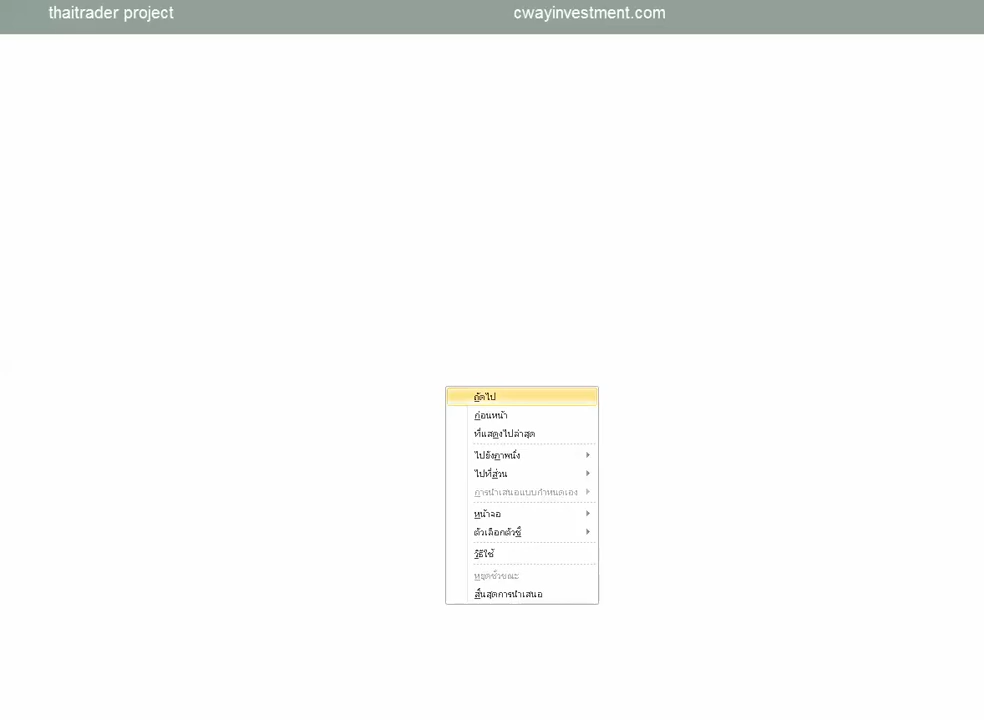 thaitrader project
cwayinvestment.com
ถัดไป
ก่อนหน้า
ที่แสดงไปล่าสุด
ไปยังภาพนิ่ง
ไปที่ส่วน
การนำเสนอแบบกำหนดเอง
หน้าจอ
ตัวเลือกตัวชี้
วิธีใช้
หยุดชั่วขณะ
สิ้นสุดการนำเสนอ